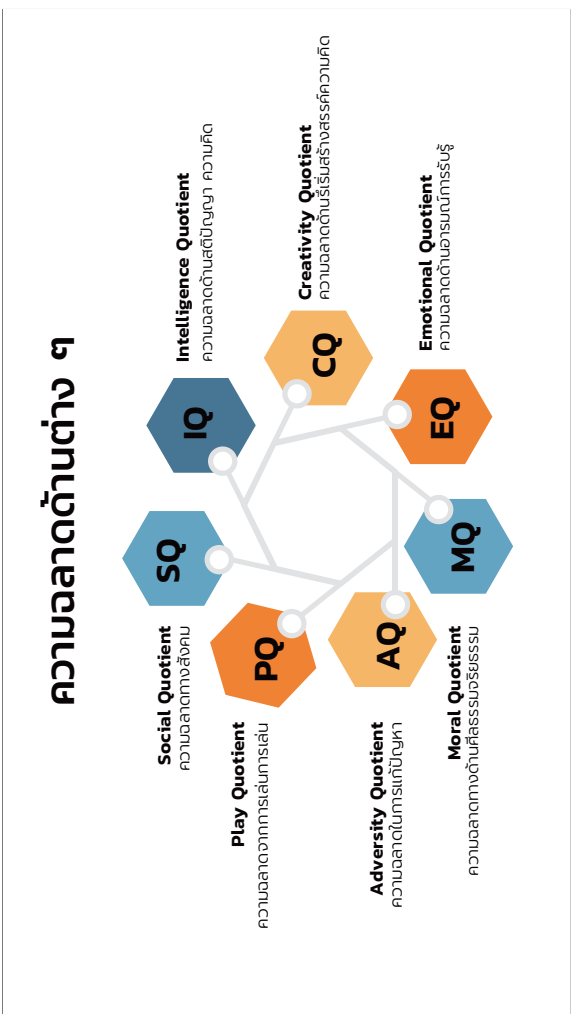 ความฉลาดด้านต่าง ๆ
Intelligence Quotient
ความฉลาดด้านสติปัญญา ความคิด
IQ
Creativity Quotient
ความฉลาดด้านริเริ่มสร้างสรรค์ความคิด
CQ
Emotional Quotient
ความฉลาดด้านอารมณ์การรับรู้
EQ
MQ
Moral Quotient
ความฉลาดทางด้านศีลธรรมจริยธรรม
AQ
Adversity Quotient
ความฉลาดในการแก้ปัญหา
PQ
Play Quotient
ความฉลาดจากการเล่นการเล่น
SQ
Social Quotient
ความฉลาดทางสังคม